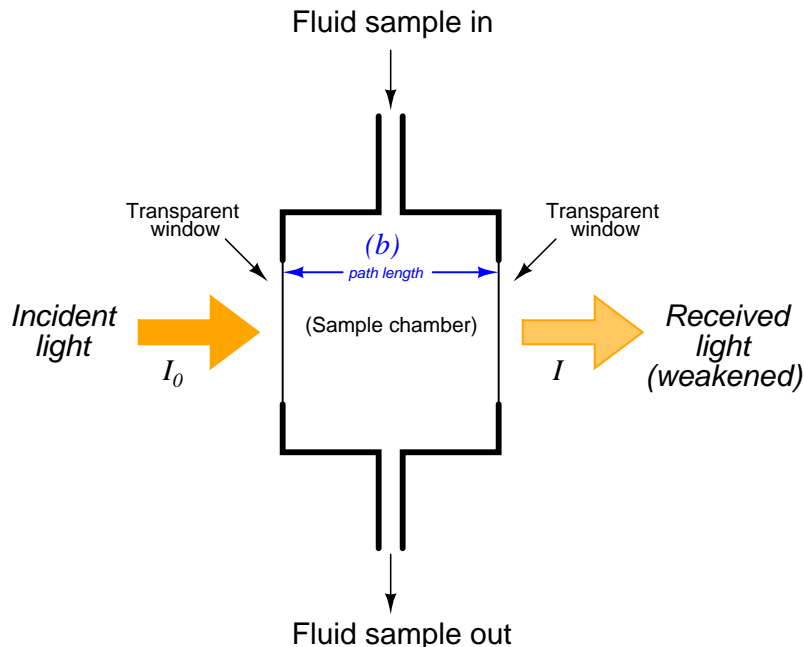 Fluid sample in
Transparent
window
Transparent
window
(b)
path length
Incident
light
(Sample chamber)
Received
light
(weakened)
I₀
I
Fluid sample out